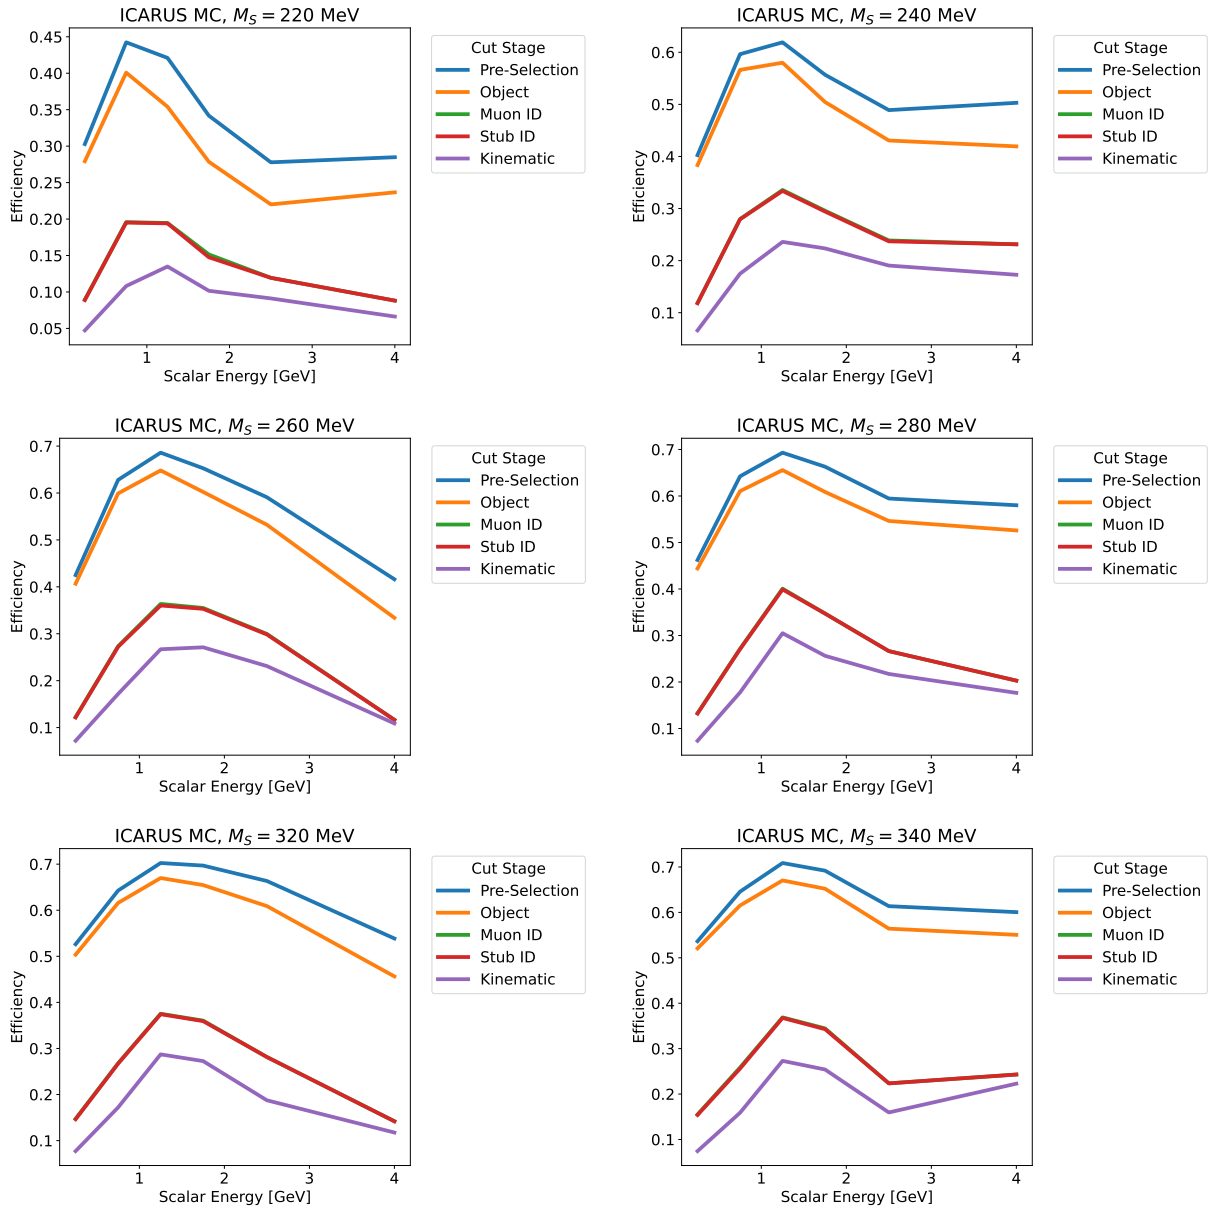 ICARUS MC, M_S = 220 MeV
Efficiency
0.45
0.40
0.35
0.30
0.25
0.20
0.15
0.10
0.05
1 2 3 4
Scalar Energy [GeV]
Cut Stage
Pre-Selection
Object
Muon ID
Stub ID
Kinematic
ICARUS MC, M_S = 240 MeV
Efficiency
0.6
0.5
0.4
0.3
0.2
0.1
1 2 3 4
Scalar Energy [GeV]
Cut Stage
Pre-Selection
Object
Muon ID
Stub ID
Kinematic
ICARUS MC, M_S = 260 MeV
Efficiency
0.7
0.6
0.5
0.4
0.3
0.2
0.1
1 2 3 4
Scalar Energy [GeV]
Cut Stage
Pre-Selection
Object
Muon ID
Stub ID
Kinematic
ICARUS MC, M_S = 280 MeV
Efficiency
0.7
0.6
0.5
0.4
0.3
0.2
0.1
1 2 3 4
Scalar Energy [GeV]
Cut Stage
Pre-Selection
Object
Muon ID
Stub ID
Kinematic
ICARUS MC, M_S = 320 MeV
Efficiency
0.7
0.6
0.5
0.4
0.3
0.2
0.1
1 2 3 4
Scalar Energy [GeV]
Cut Stage
Pre-Selection
Object
Muon ID
Stub ID
Kinematic
ICARUS MC, M_S = 340 MeV
Efficiency
0.7
0.6
0.5
0.4
0.3
0.2
0.1
1 2 3 4
Scalar Energy [GeV]
Cut Stage
Pre-Selection
Object
Muon ID
Stub ID
Kinematic